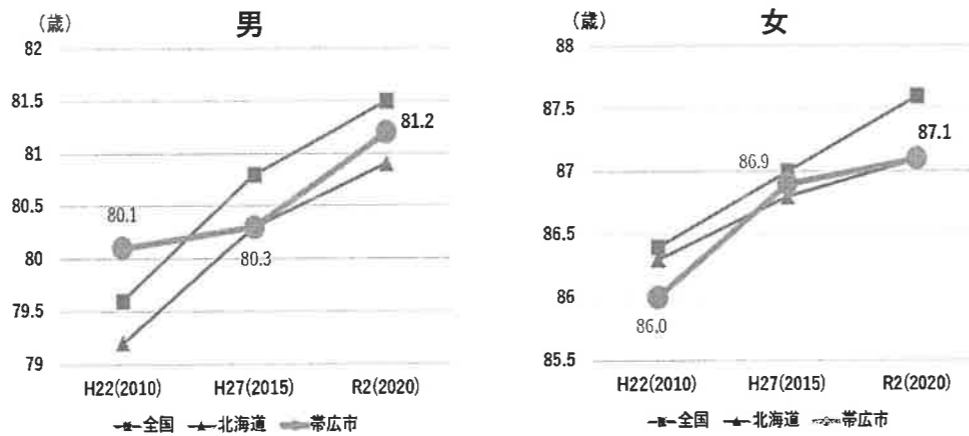 （歳）
男
82
81.5
81
80.5
80
79.5
79
80.1
80.3
81.2
H22(2010) H27(2015) R2(2020)
全国 北海道 帯広市
（歳）
女
88
87.5
87
86.5
86
85.5
86.0
86.9
87.1
H22(2010) H27(2015) R2(2020)
全国 北海道 帯広市